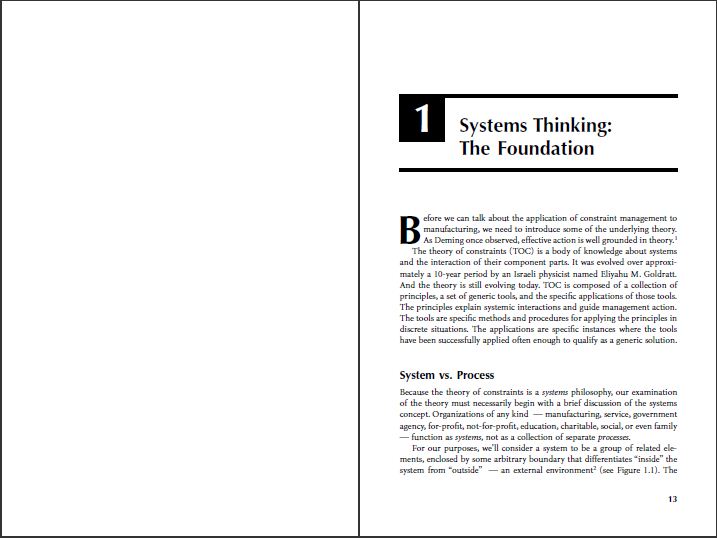 1
Systems Thinking:
The Foundation
Before we can talk about the application of constraint management to
manufacturing, we need to introduce some of the underlying theory.
As Deming once observed, effective action is well grounded in theory.¹
The theory of constraints (TOC) is a body of knowledge about systems
and the interaction of their component parts. It was evolved over approxi-
mately a 10-year period by an Israeli physicist named Eliyahu M. Goldratt.
And the theory is still evolving today. TOC is composed of a collection of
principles, a set of generic tools, and the specific applications of those tools.
The principles explain systemic interactions and guide management action.
The tools are specific methods and procedures for applying the principles in
discrete situations. The applications are specific instances where the tools
have been successfully applied often enough to qualify as a generic solution.
System vs. Process
Because the theory of constraints is a systems philosophy, our examination
of the theory must necessarily begin with a brief discussion of the systems
concept. Organizations of any kind — manufacturing, service, government
agency, for-profit, not-for-profit, education, charitable, social, or even family
— function as systems, not as a collection of separate processes.
For our purposes, we'll consider a system to be a group of related ele-
ments, enclosed by some arbitrary boundary that differentiates “inside” the
system from “outside” — an external environment² (see Figure 1.1). The
13